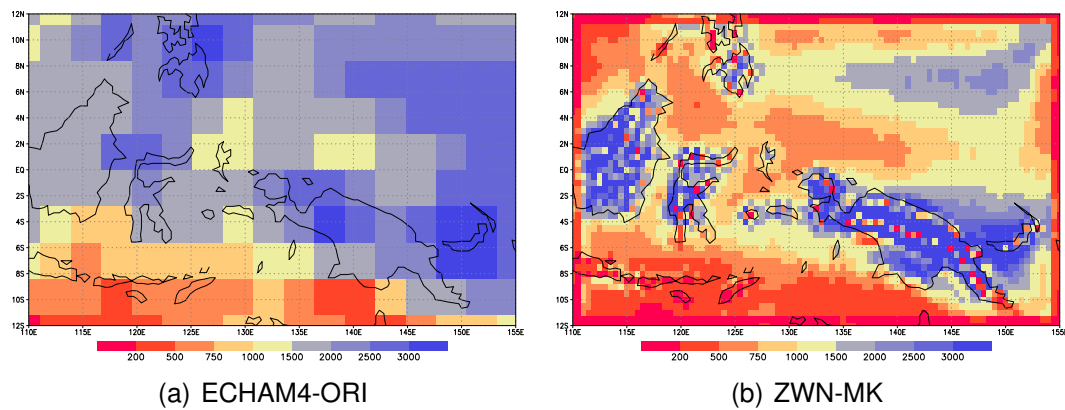 12N
10N
8N
6N
4N
2N
EQ
2S
4S
6S
8S
10S
12S
110E 115E 120E 125E 130E 135E 140E 145E 150E 155E
200 500 750 1000 1500 2000 2500 3000
(a) ECHAM4-ORI
12N
10N
8N
6N
4N
2N
EQ
2S
4S
6S
8S
10S
12S
110E 115E 120E 125E 130E 135E 140E 145E 150E 155E
200 500 750 1000 1500 2000 2500 3000
(b) ZWN-MK